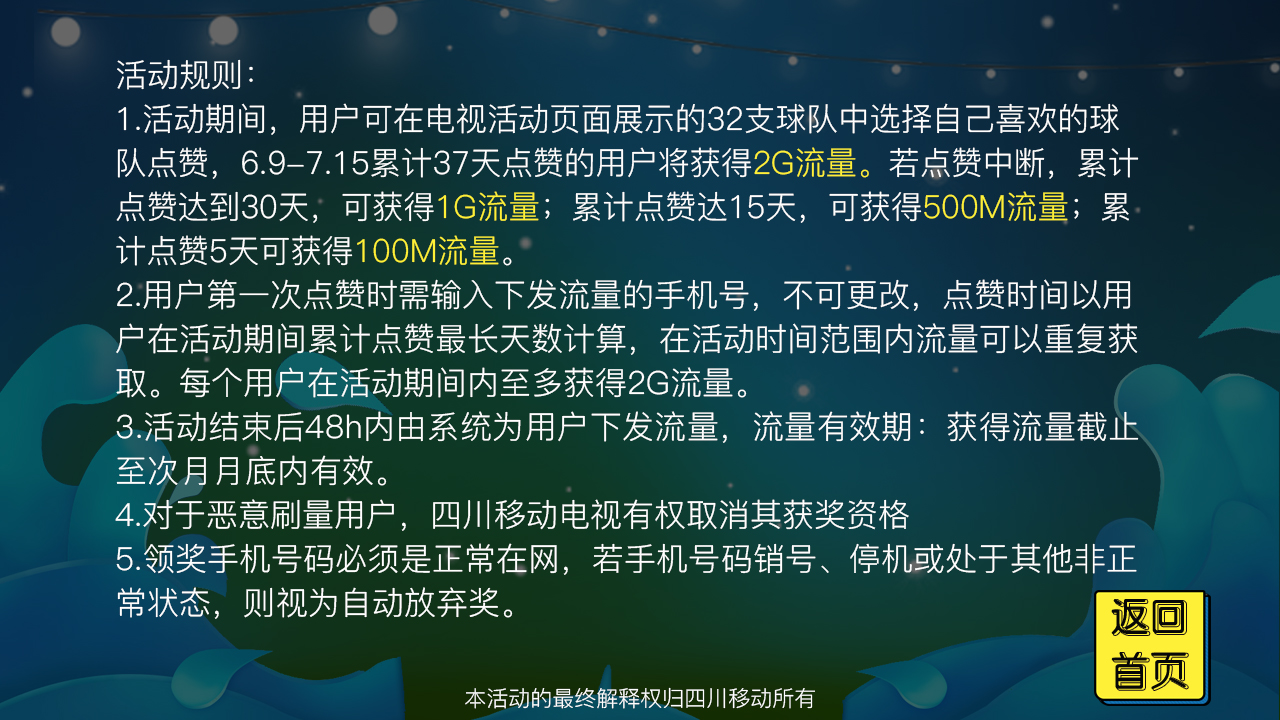 活动规则：
1.活动期间，用户可在电视活动页面展示的32支球队中选择自己喜欢的球
队点赞，6.9-7.15累计37天点赞的用户将获得2G流量。若点赞中断，累计
点赞达到30天，可获得1G流量；累计点赞达15天，可获得500M流量；累
计点赞5天可获得100M流量。
2.用户第一次点赞时需输入下发流量的手机号，不可更改，点赞时间以用
户在活动期间累计点赞最长天数计算，在活动时间范围内流量可以重复获
取。每个用户在活动期间内至多获得2G流量。
3.活动结束后48h内由系统为用户下发流量，流量有效期：获得流量截止
至次月月底内有效。
4.对于恶意刷量用户，四川移动电视有权取消其获奖资格
5.领奖手机号码必须是正常在网，若手机号码销号、停机或处于其他非正
常状态，则视为自动放弃奖。
返回
首页
本活动的最终解释权归四川移动所有